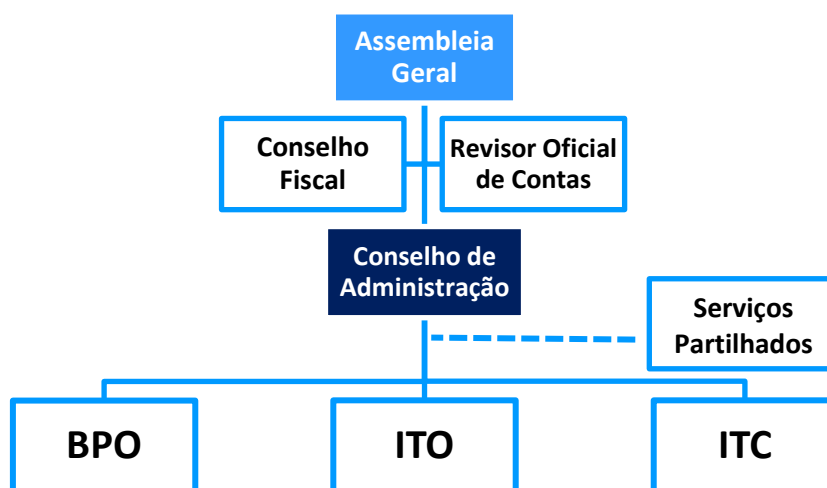 Assembleia
Geral
Conselho
Fiscal
Revisor Oficial
de Contas
Conselho de
Administração
Serviços
Partilhados
BPO
ITO
ITC